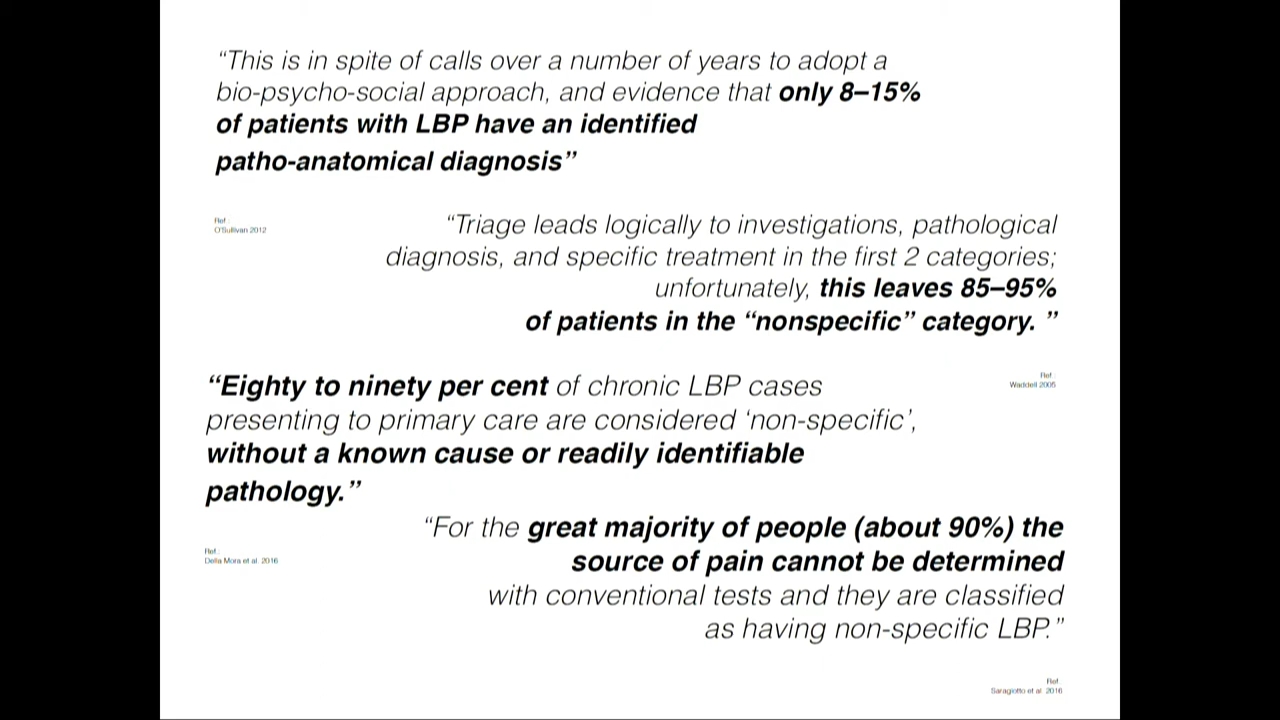 “This is in spite of calls over a number of years to adopt a
bio-psycho-social approach, and evidence that only 8–15%
of patients with LBP have an identified
patho-anatomical diagnosis”
Ref:
O'Sullivan 2012
“Triage leads logically to investigations, pathological
diagnosis, and specific treatment in the first 2 categories;
unfortunately, this leaves 85–95%
of patients in the “nonspecific” category. ”
Ref:
Waddell 2005
“Eighty to ninety per cent of chronic LBP cases
presenting to primary care are considered ‘non-specific’,
without a known cause or readily identifiable
pathology.”
Ref:
Della Mora et al. 2016
“For the great majority of people (about 90%) the
source of pain cannot be determined
with conventional tests and they are classified
as having non-specific LBP.”
Ref:
Saragiotto et al. 2016